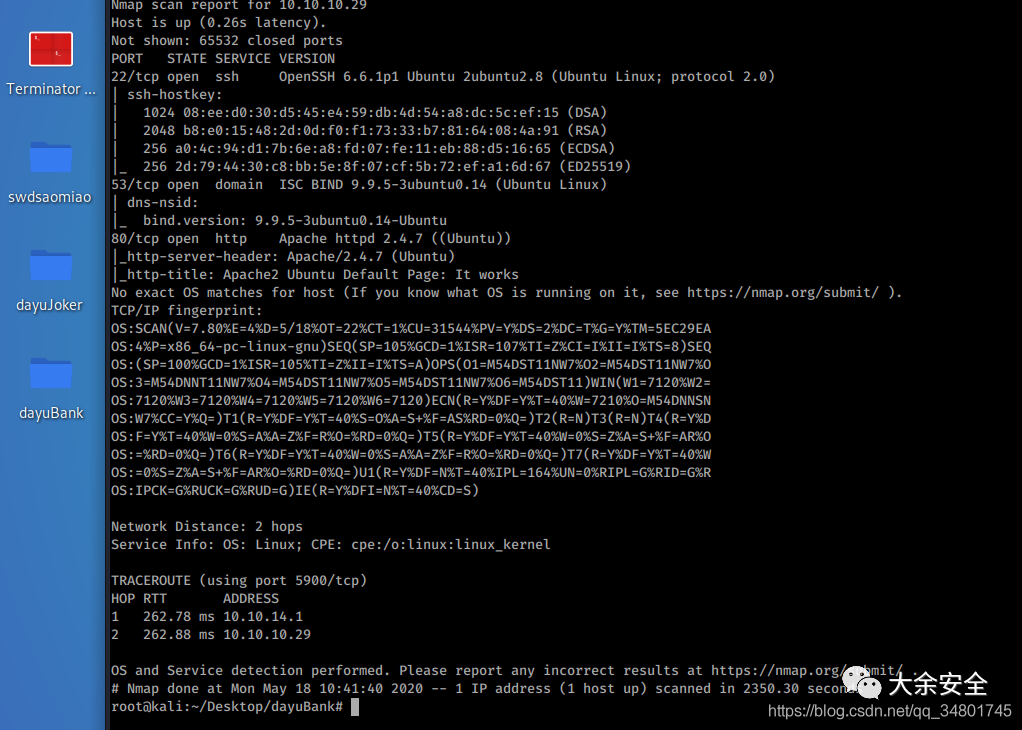 Terminator ...
swdsaomiao
dayuJoker
dayuBank
Nmap scan report for 10.10.10.29
Host is up (0.26s latency).
Not shown: 65532 closed ports
PORT   STATE SERVICE VERSION
22/tcp open  ssh     OpenSSH 6.6.1p1 Ubuntu 2ubuntu2.8 (Ubuntu Linux; protocol 2.0)
| ssh-hostkey:
|   1024 08:ee:d0:30:d5:45:e4:59:db:4d:54:a8:dc:5c:ef:15 (DSA)
|   2048 b8:e0:15:48:2d:0d:f0:f1:73:33:b7:81:64:08:4a:91 (RSA)
|   256 a0:4c:94:d1:7b:6e:a8:fd:07:fe:11:eb:88:d5:16:65 (ECDSA)
|_  256 2d:79:44:30:c8:bb:5e:8f:07:cf:5b:72:ef:a1:6d:67 (ED25519)
53/tcp open  domain  ISC BIND 9.9.5-3ubuntu0.14 (Ubuntu Linux)
| dns-nsid:
|_  bind.version: 9.9.5-3ubuntu0.14-Ubuntu
80/tcp open  http    Apache httpd 2.4.7 ((Ubuntu))
|_http-server-header: Apache/2.4.7 (Ubuntu)
|_http-title: Apache2 Ubuntu Default Page: It works
No exact OS matches for host (If you know what OS is running on it, see https://nmap.org/submit/ ).
TCP/IP fingerprint:
OS:SCAN(V=7.80%E=4%D=5/18%OT=22%CT=1%CU=31544%PV=Y%DS=2%DC=T%G=Y%TM=5EC29EA
OS:4%P=x86_64-pc-linux-gnu)SEQ(SP=105%GCD=1%ISR=107%TI=Z%CI=I%II=I%TS=8)SEQ
OS:(SP=100%GCD=1%ISR=105%TI=Z%II=I%TS=A)OPS(O1=M54DST11NW7%O2=M54DST11NW7%O
OS:3=M54DNNT11NW7%O4=M54DST11NW7%O5=M54DST11NW7%O6=M54DST11)WIN(W1=7120%W2=
OS:7120%W3=7120%W4=7120%W5=7120%W6=7120)ECN(R=Y%DF=Y%T=40%W=7210%O=M54DNNSN
OS:W7%CC=Y%Q=)T1(R=Y%DF=Y%T=40%S=O%A=S+%F=AS%RD=0%Q=)T2(R=N)T3(R=N)T4(R=Y%D
OS:F=Y%T=40%W=0%S=A%A=Z%F=R%O=%RD=0%Q=)T5(R=Y%DF=Y%T=40%W=0%S=Z%A=S+%F=AR%O
OS:=%RD=0%Q=)T6(R=Y%DF=Y%T=40%W=0%S=A%A=Z%F=R%O=%RD=0%Q=)T7(R=Y%DF=Y%T=40%W
OS:=0%S=Z%A=S+%F=AR%O=%RD=0%Q=)U1(R=Y%DF=N%T=40%IPL=164%UN=0%RIPL=G%RID=G%R
OS:IPCK=G%RUCK=G%RUD=G)IE(R=Y%DFI=N%T=40%CD=S)
Network Distance: 2 hops
Service Info: OS: Linux; CPE: cpe:/o:linux:linux_kernel
TRACEROUTE (using port 5900/tcp)
HOP RTT       ADDRESS
1   262.78 ms 10.10.14.1
2   262.88 ms 10.10.10.29
OS and Service detection performed. Please report any incorrect results at https://nmap.org/submit/
# Nmap done at Mon May 18 10:41:40 2020 -- 1 IP address (1 host up) scanned in 2350.30 seconds
root@kali:~/Desktop/dayuBank#
大余安全
https://blog.csdn.net/qq_34801745